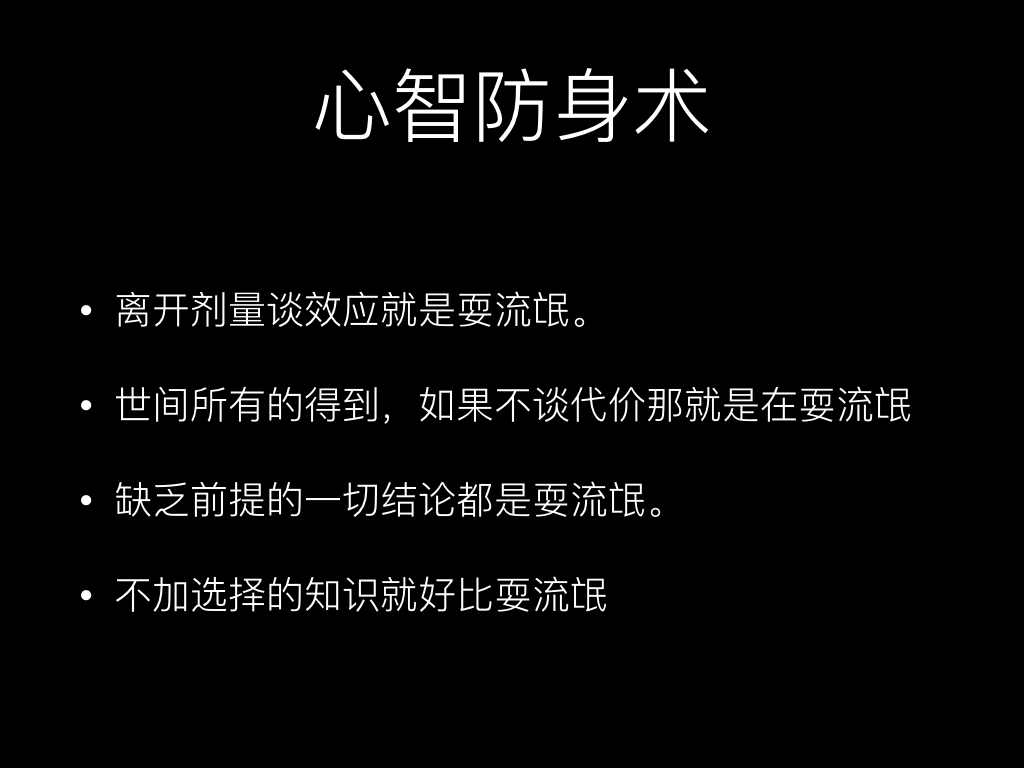 心智防身术
• 离开剂量谈效应就是耍流氓。
• 世间所有的得到，如果不谈代价那就是在耍流氓
• 缺乏前提的一切结论都是耍流氓。
• 不加选择的知识就好比耍流氓